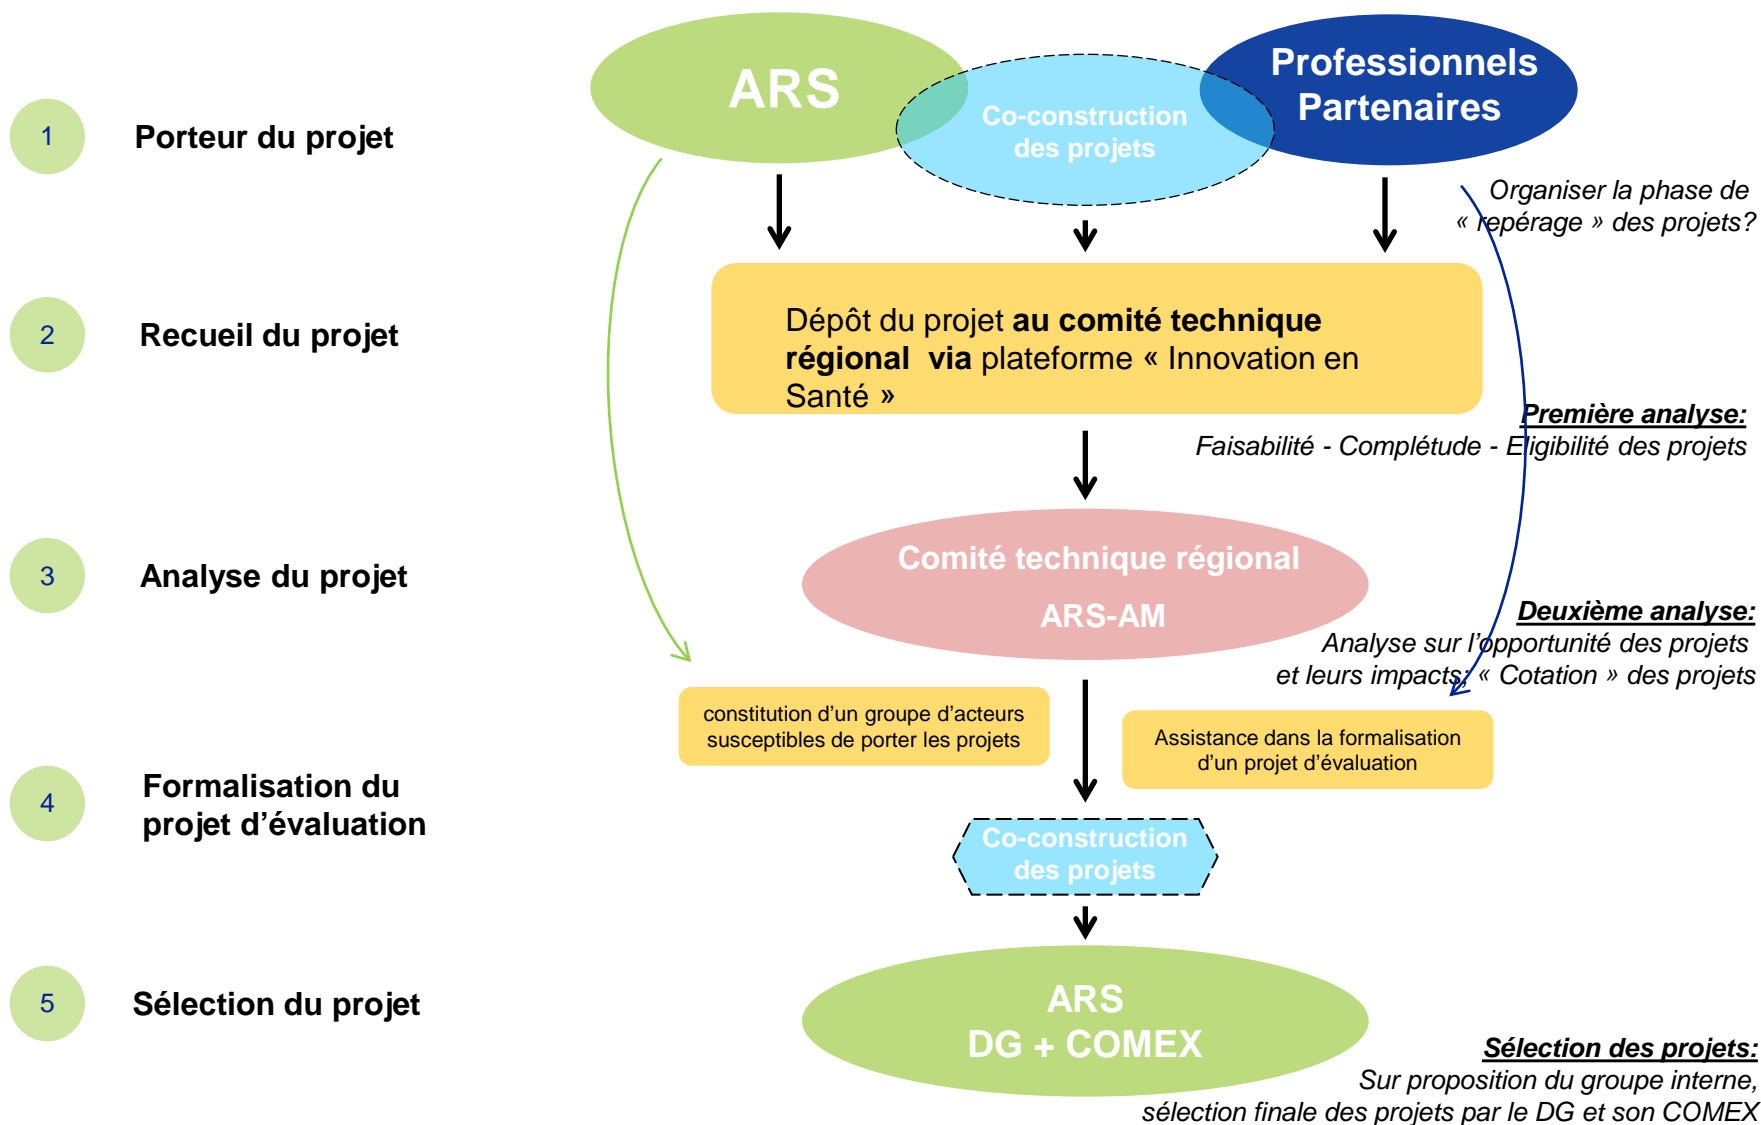 ARS
Professionnels
Partenaires
Co-construction
des projets
1
Porteur du projet
Organiser la phase de
« repérage » des projets?
2
Recueil du projet
Dépôt du projet au comité technique
régional via plateforme « Innovation en
Santé »
Première analyse:
Faisabilité - Complétude - Eligibilité des projets
3
Analyse du projet
Comité technique régional
ARS-AM
Deuxième analyse:
Analyse sur l’opportunité des projets
et leurs impacts; « Cotation » des projets
constitution d’un groupe d’acteurs
susceptibles de porter les projets
Assistance dans la formalisation
d’un projet d’évaluation
4
Formalisation du
projet d’évaluation
Co-construction
des projets
5
Sélection du projet
ARS
DG + COMEX
Sélection des projets:
Sur proposition du groupe interne,
sélection finale des projets par le DG et son COMEX